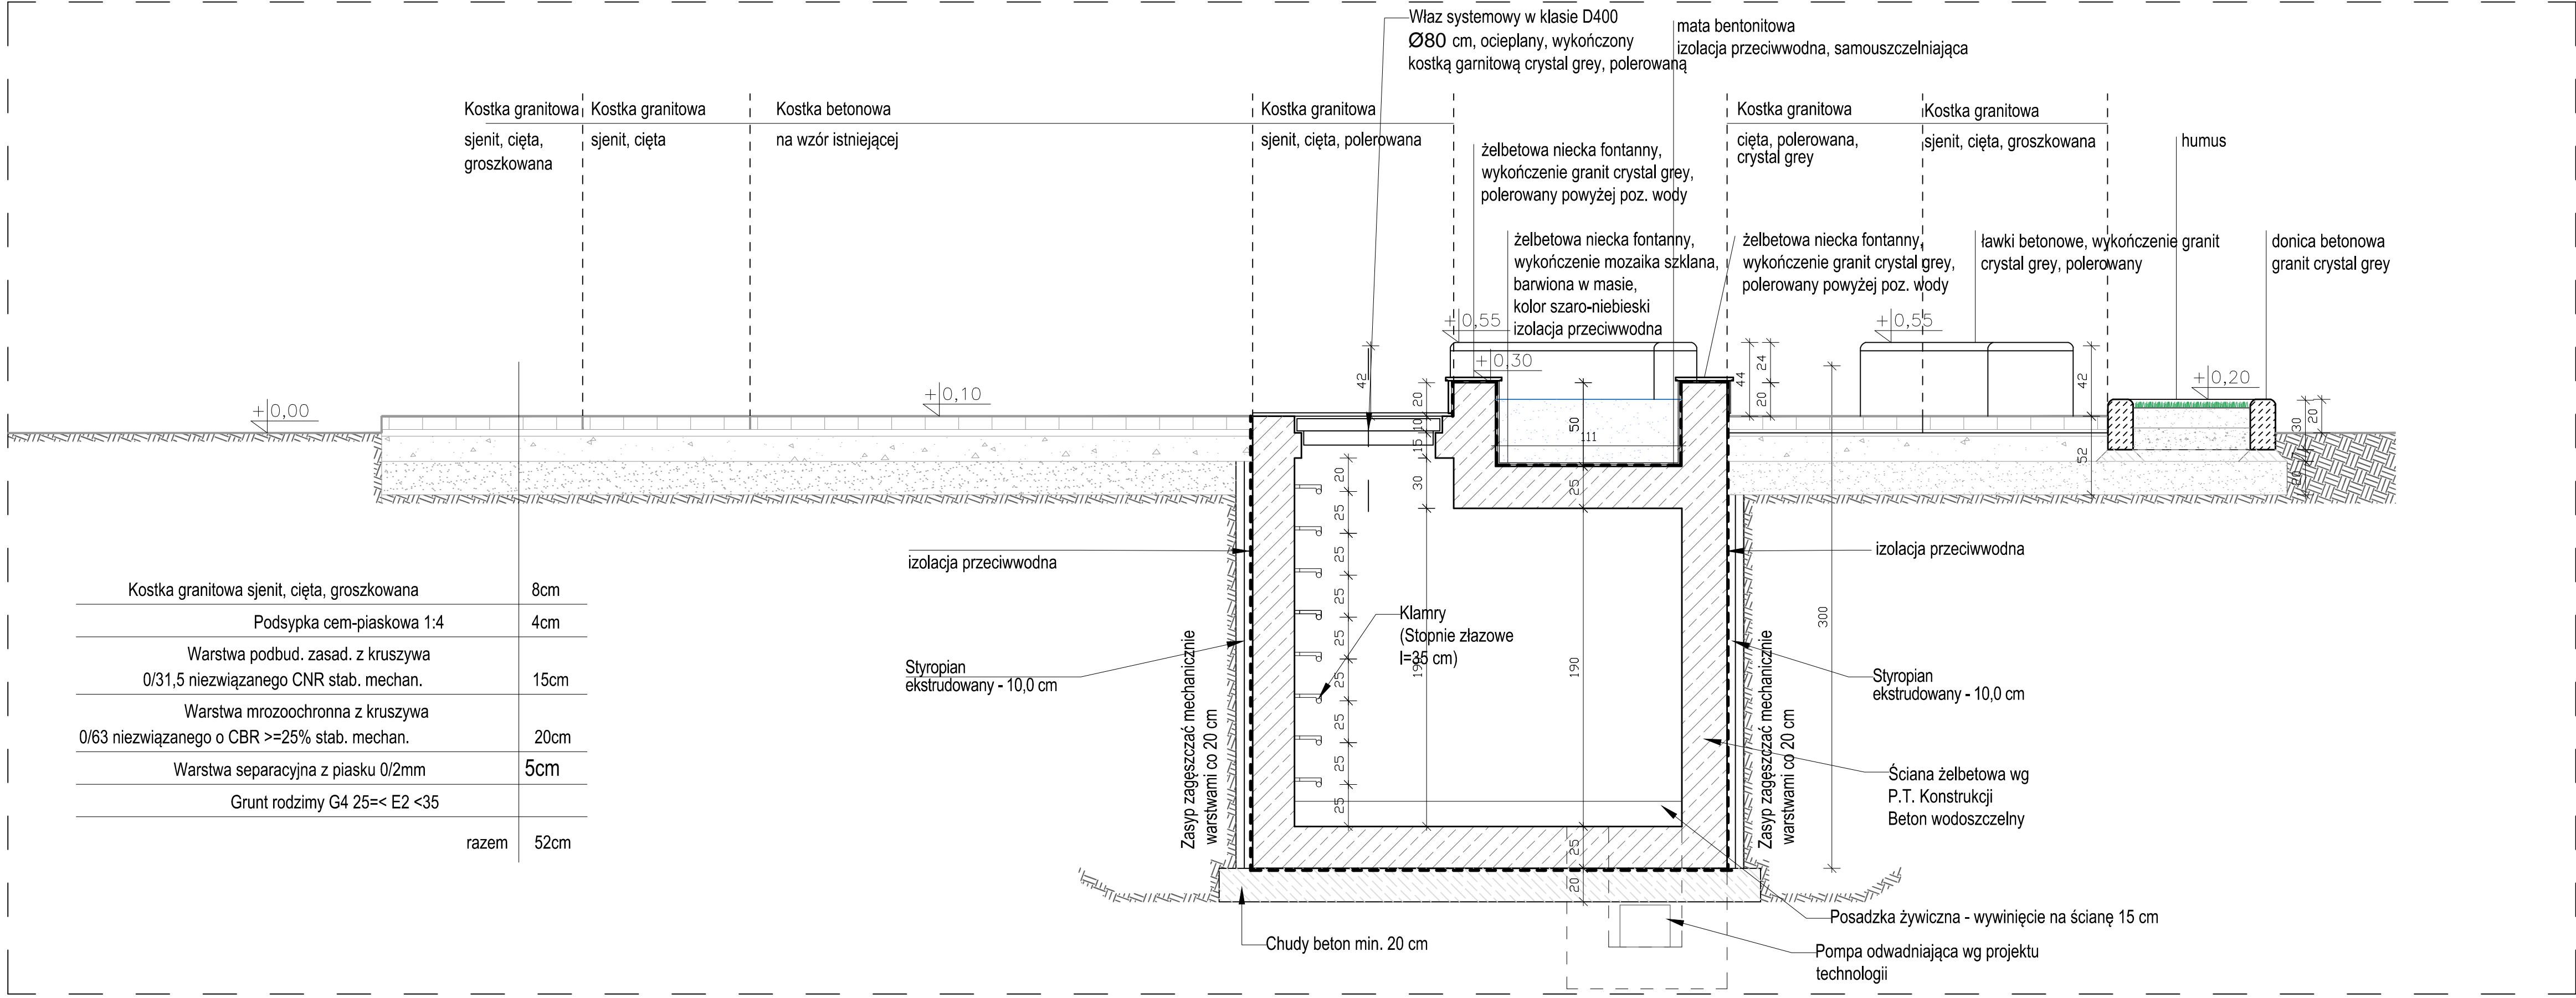 Właz systemowy w klasie D400
Ø80 cm, ocieplany, wykończony
kostką garnitową crystal grey, polerowaną
mata bentonitowa
izolacja przeciwwodna, samouszczelniająca
Kostka granitowa
sjenit, cięta,
groszkowana
Kostka granitowa
sjenit, cięta
Kostka betonowa
na wzór istniejącej
Kostka granitowa
sjenit, cięta, polerowana
Kostka granitowa
cięta, polerowana,
crystal grey
Kostka granitowa
sjenit, cięta, groszkowana
humus
żelbetowa niecka fontanny,
wykończenie granit crystal grey,
polerowany powyżej poz. wody
żelbetowa niecka fontanny,
wykończenie mozaika szklana,
barwiona w masie,
kolor szaro-niebieski
izolacja przeciwwodna
żelbetowa niecka fontanny,
wykończenie granit crystal grey,
polerowany powyżej poz. wody
ławki betonowe, wykończenie granit
crystal grey, polerowany
donica betonowa
granit crystal grey
+0,00
+0,10
+0,55
+0,30
+0,55
+0,20
42
20
10
15
30
190
50
111
25
190
25
20
44
24
20
300
42
52
30
20
20
20
25
25
25
25
25
25
25
25
izolacja przeciwwodna
izolacja przeciwwodna
Klamry
(Stopnie złazowe
l=35 cm)
Styropian
ekstrudowany - 10,0 cm
Styropian
ekstrudowany - 10,0 cm
Zasyp zagęszczać mechanicznie
warstwami co 20 cm
Zasyp zagęszczać mechanicznie
warstwami co 20 cm
Ściana żelbetowa wg
P.T. Konstrukcji
Beton wodoszczelny
Posadzka żywiczna - wywinięcie na ścianę 15 cm
Pompa odwadniająca wg projektu
technologii
Chudy beton min. 20 cm
Kostka granitowa sjenit, cięta, groszkowana 8cm
Podsypka cem-piaskowa 1:4 4cm
Warstwa podbud. zasad. z kruszywa
0/31,5 niezwiązanego CNR stab. mechan. 15cm
Warstwa mrozoochronna z kruszywa
0/63 niezwiązanego o CBR >=25% stab. mechan. 20cm
Warstwa separacyjna z piasku 0/2mm 5cm
Grunt rodzimy G4 25=< E2 <35
razem 52cm